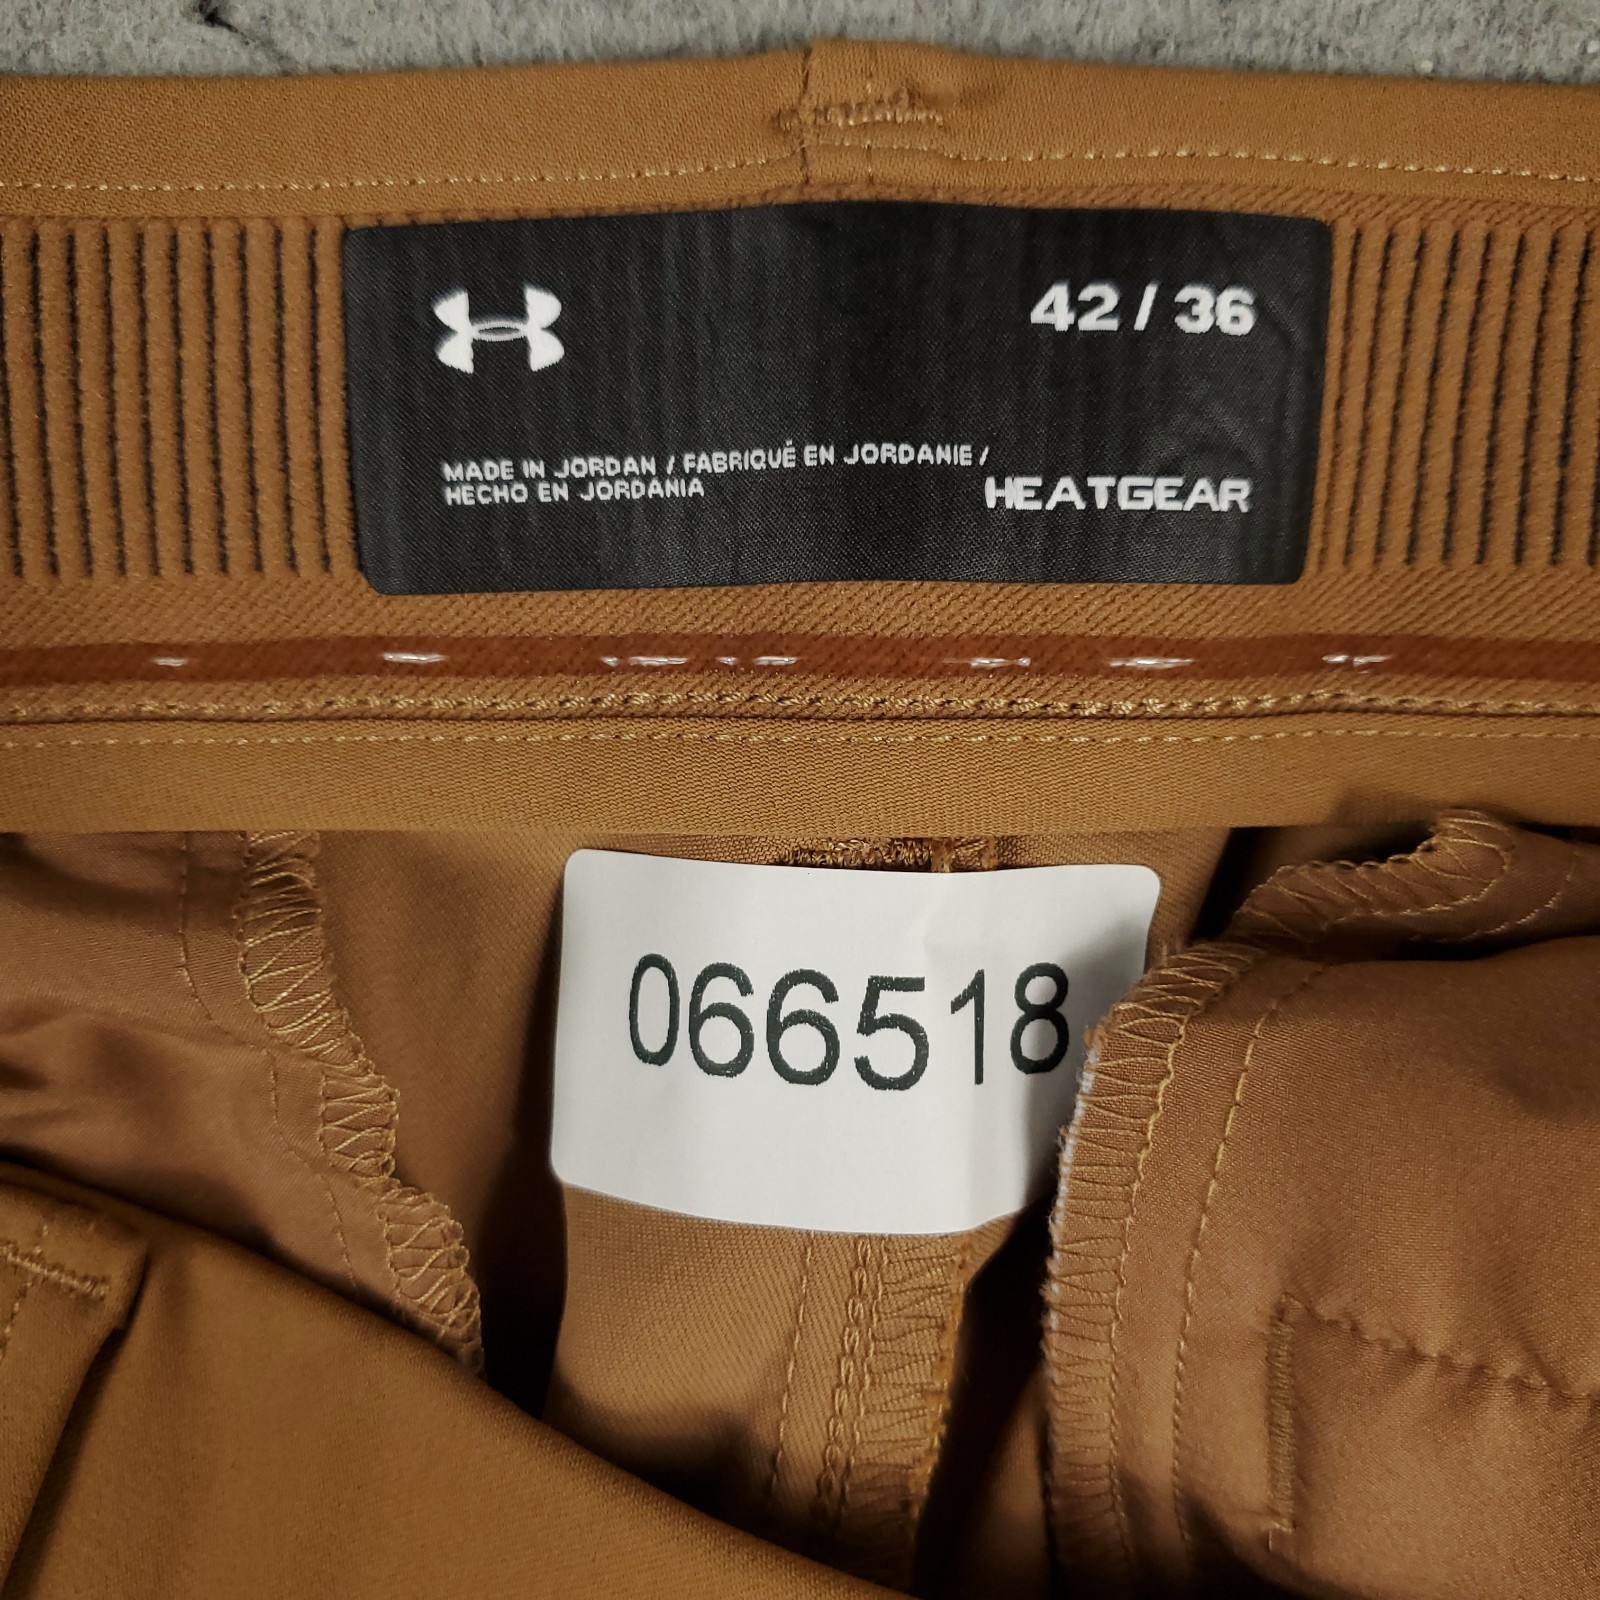 42 / 36
MADE IN JORDAN / FABRIQUÉ EN JORDANIE /
HECHO EN JORDANIA
HEATGEAR
066518